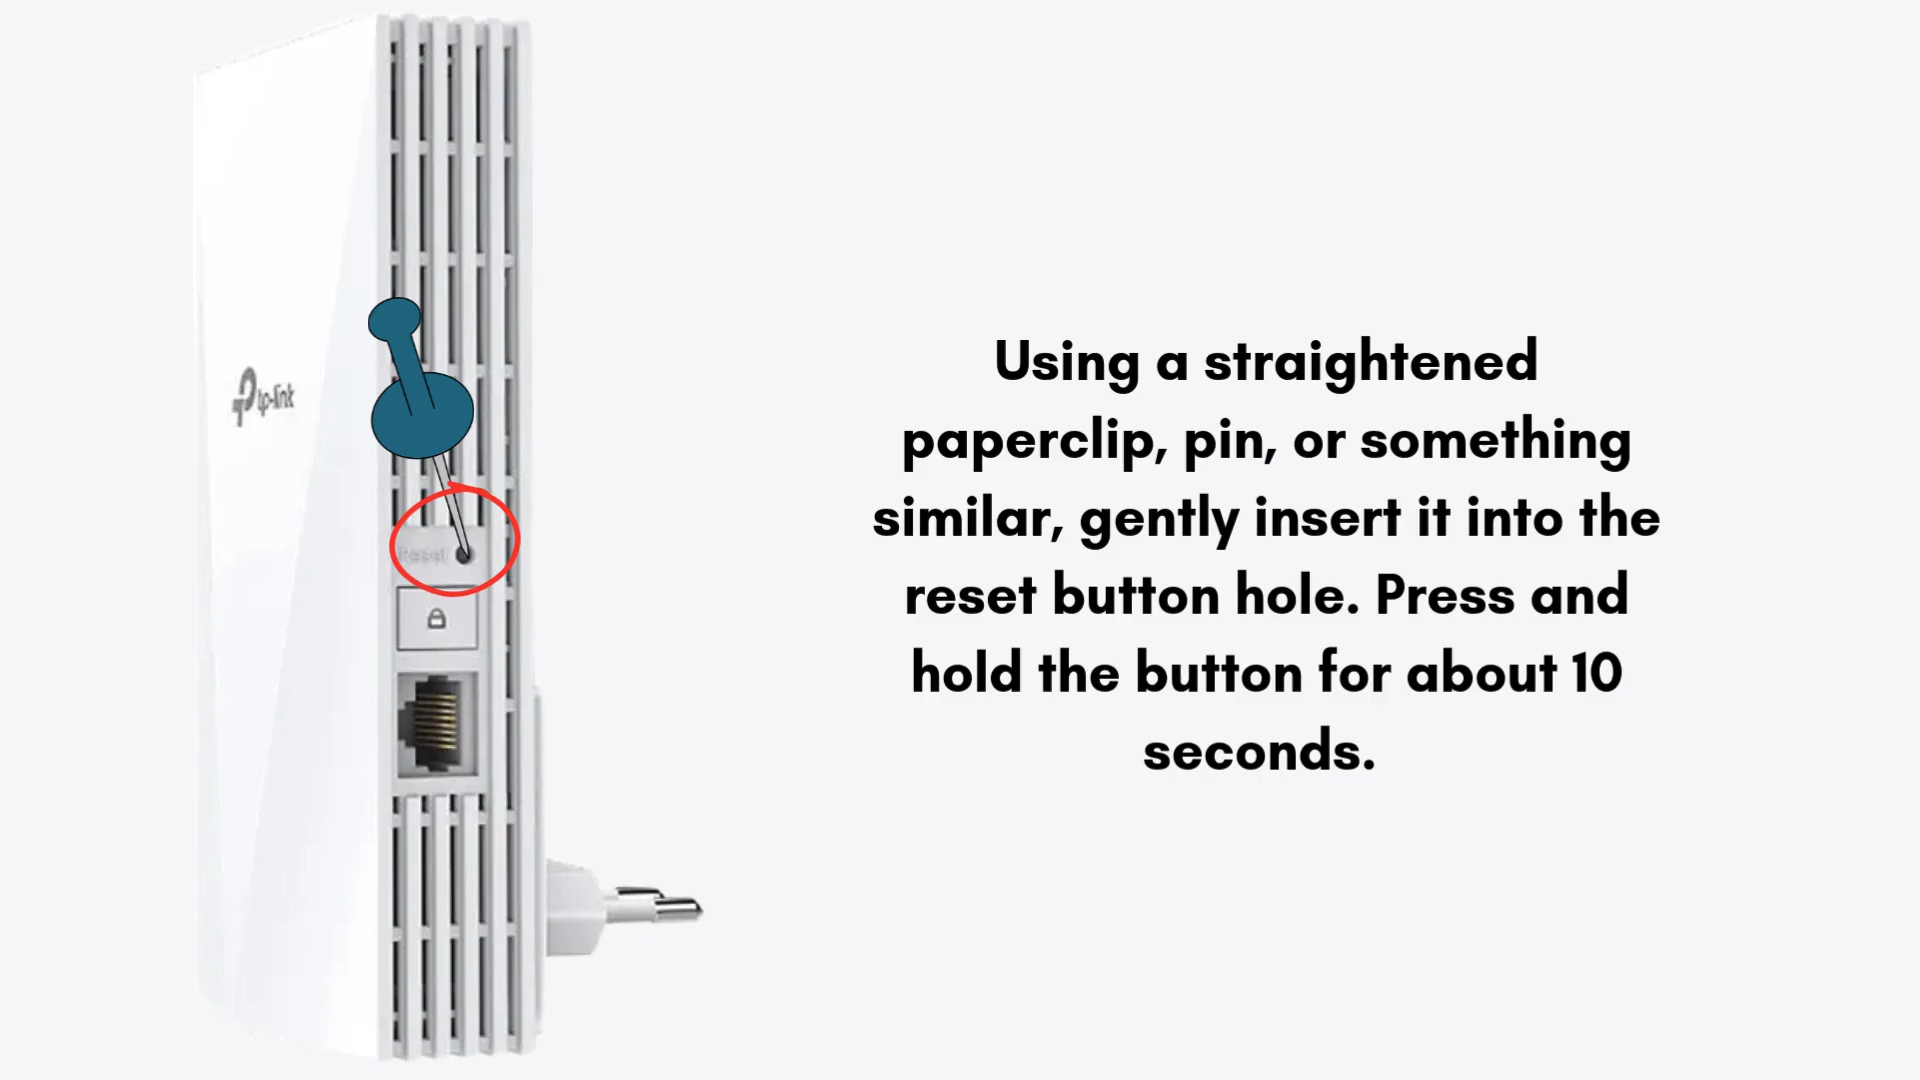 tp-link
Reset
Using a straightened
paperclip, pin, or something
similar, gently insert it into the
reset button hole. Press and
hold the button for about 10
seconds.